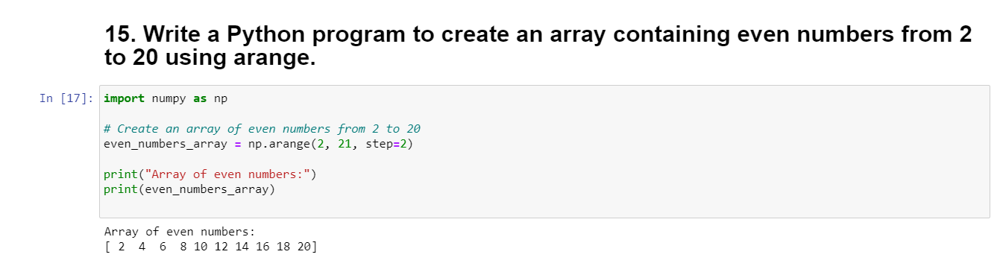 15. Write a Python program to create an array containing even numbers from 2
to 20 using arange.
In [17]: import numpy as np
# Create an array of even numbers from 2 to 20
even_numbers_array = np.arange(2, 21, step=2)
print("Array of even numbers:")
print(even_numbers_array)
Array of even numbers:
[ 2  4  6  8 10 12 14 16 18 20]